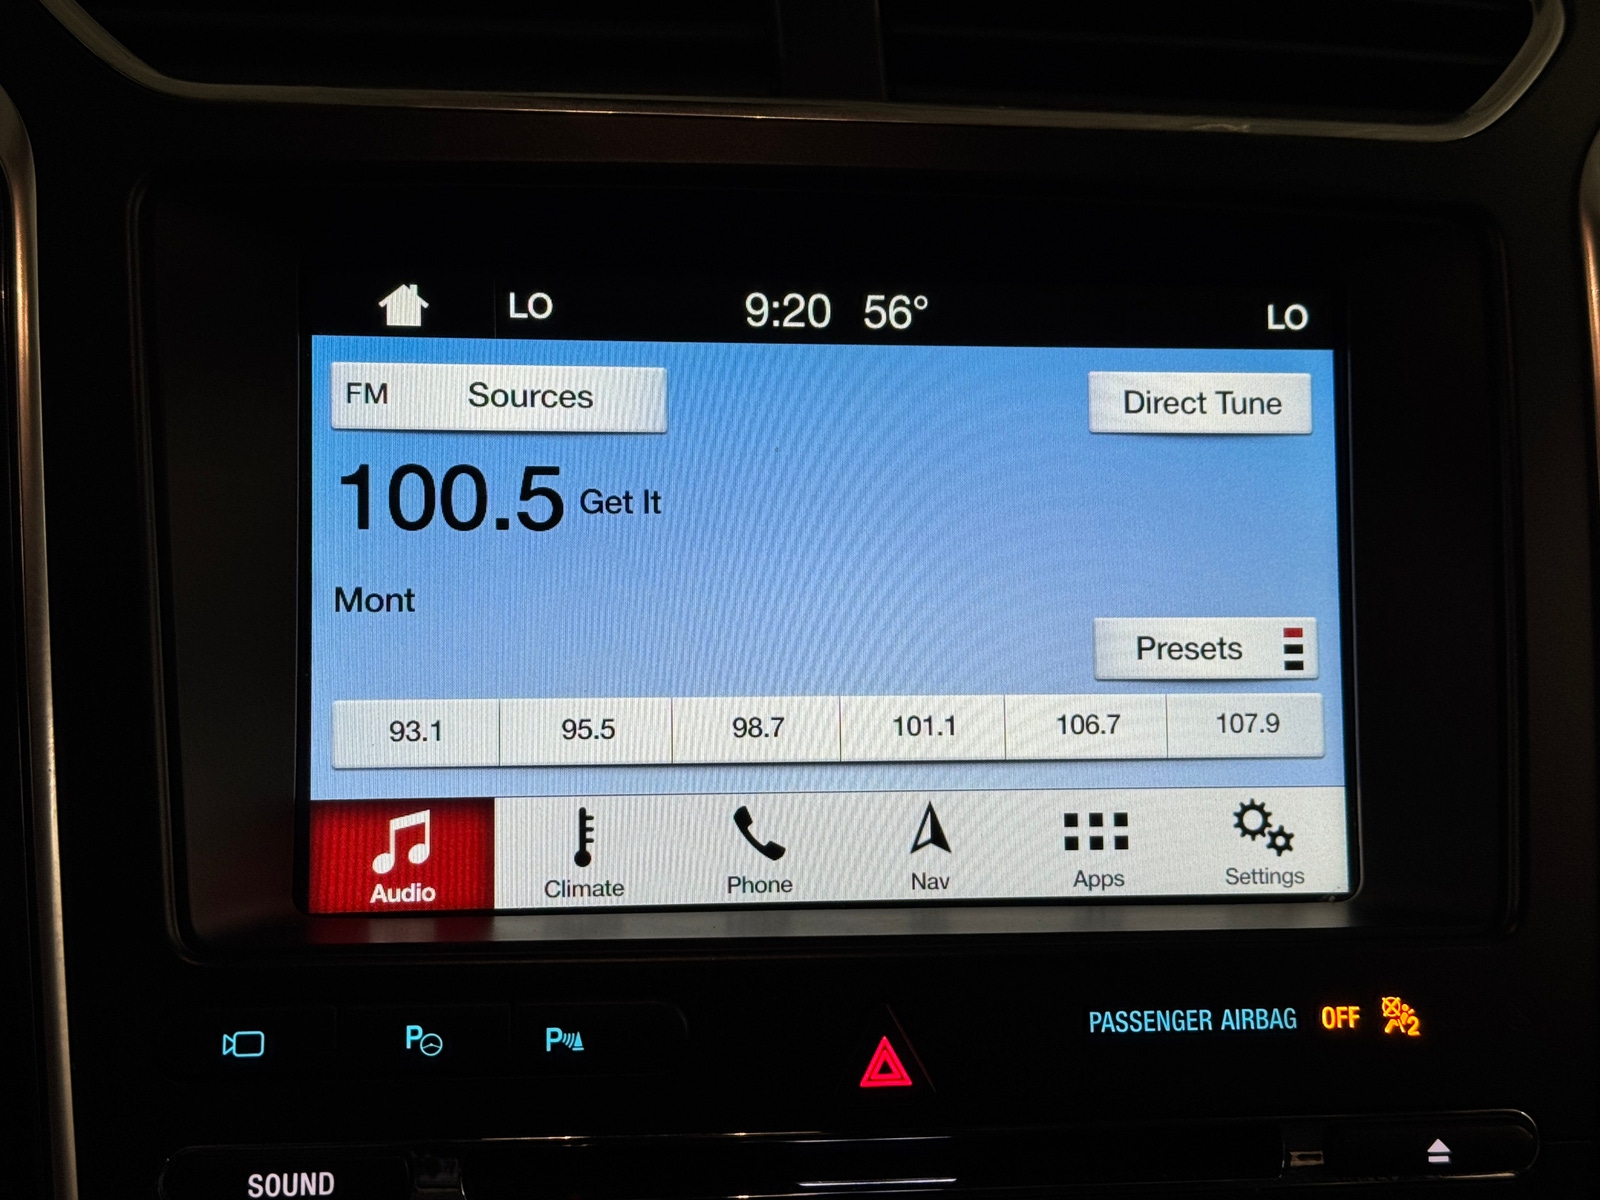 LO 9:20 56° LO
FM Sources Direct Tune
100.5 Get It
Mont
Presets
93.1 95.5 98.7 101.1 106.7 107.9
Audio Climate Phone Nav Apps Settings
P P PASSENGER AIRBAG OFF 2
SOUND